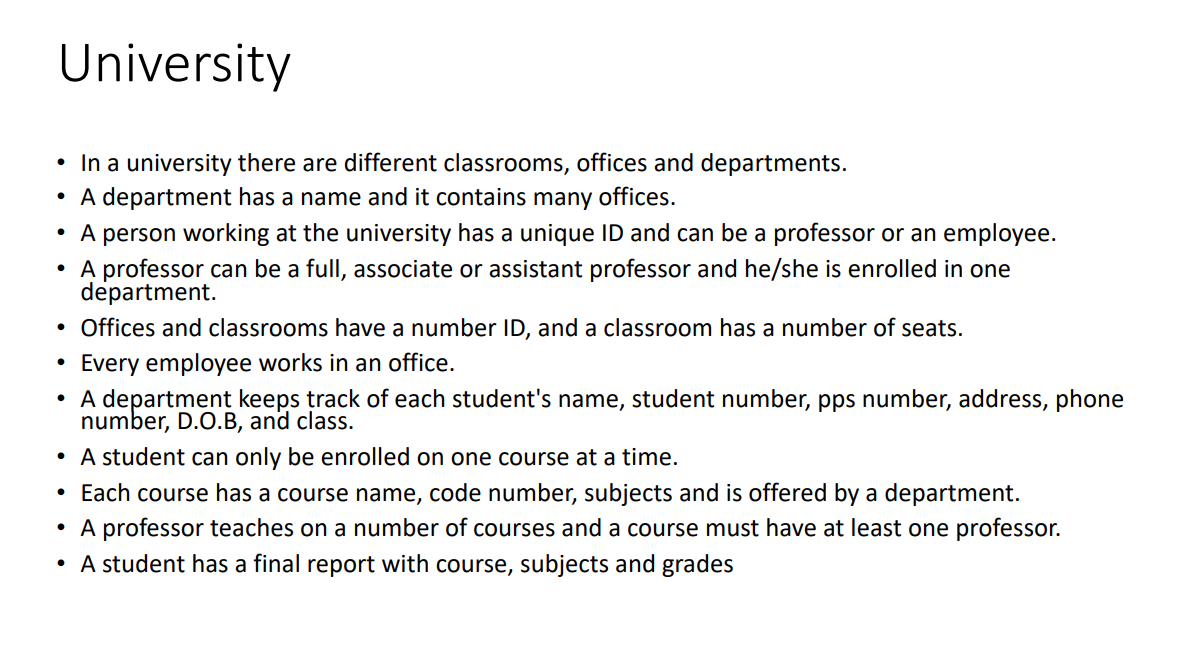 University
• In a university there are different classrooms, offices and departments.
• A department has a name and it contains many offices.
• A person working at the university has a unique ID and can be a professor or an employee.
• A professor can be a full, associate or assistant professor and he/she is enrolled in one
department.
• Offices and classrooms have a number ID, and a classroom has a number of seats.
• Every employee works in an office.
• A department keeps track of each student's name, student number, pps number, address, phone
number, D.O.B, and class.
• A student can only be enrolled on one course at a time.
• Each course has a course name, code number, subjects and is offered by a department.
• A professor teaches on a number of courses and a course must have at least one professor.
• A student has a final report with course, subjects and grades